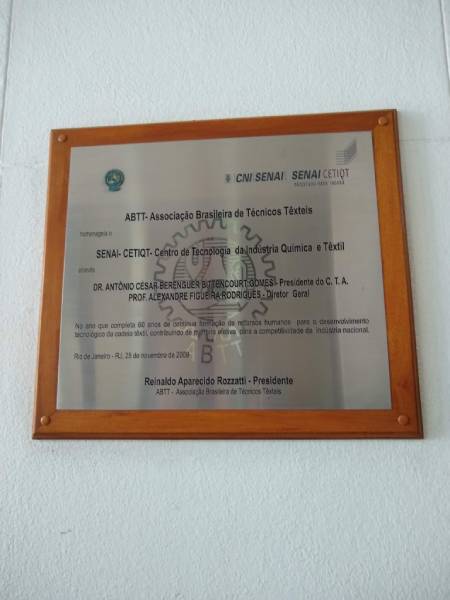 CNI SENAI SENAI CETIQT
ABTT- Associação Brasileira de Técnicos Têxteis
homenageia o
SENAI- CETIQT- Centro de Tecnologia da Indústria Química e Têxtil
através
DR. ANTÔNIO CÉSAR BERENGUER BITTENCOURT GOMES - Presidente do C. T. A.
PROF. ALEXANDRE FIGUEIRA RODRIGUES - Diretor Geral
No ano que completa 60 anos de contínua formação de recursos humanos para o desenvolvimento
tecnológico da cadeia têxtil, contribuindo de maneira efetiva para a competitividade da indústria nacional.
Rio de Janeiro - RJ, 28 de novembro de 2009
B
Reinaldo Aparecido Rozzatti - Presidente
ABTT - Associação Brasileira de Técnicos Têxteis